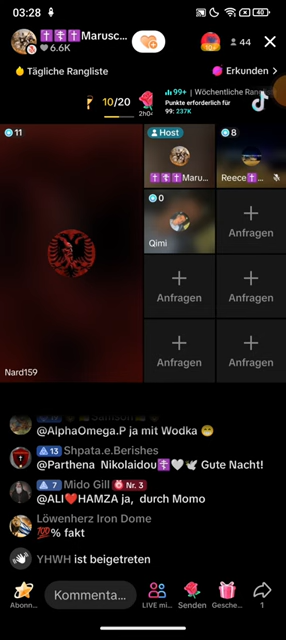 03:28
40
✝️☦️✝️Marusc...
6.6K
44
Tägliche Rangliste
Erkunden >
10/20
2h04
99+ | Wöchentliche Rang
Punkte erforderlich für
99: 237K
11
Host
✝️☦️✝️Maru...
8
Reece✝️...
0
Qimi
Anfragen
Anfragen
Anfragen
Anfragen
Anfragen
Anfragen
Nard159
@AlphaOmega.P ja mit Wodka 😁
13 Shpata.e.Berishes
@Parthena Nikolaidou☦️🤍🕊️ Gute Nacht!
7 Mido Gill Nr. 3
@ALI❤️HAMZA ja, durch Momo
Löwenherz Iron Dome
💯% fakt
YHWH ist beigetreten
Abonn...
Kommenta...
LIVE mi...
Senden
Gesche...
1